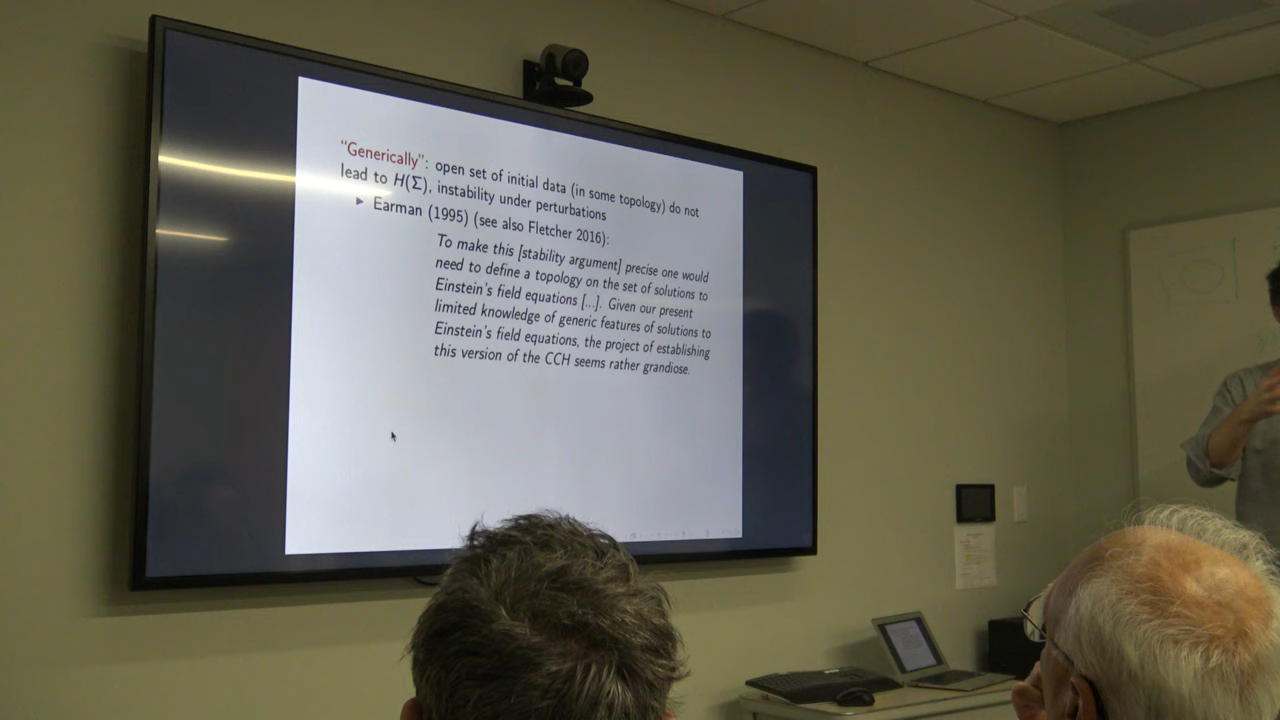 “Generically”: open set of initial data (in some topology) do not
lead to H(Σ), instability under perturbations
▶ Earman (1995) (see also Fletcher 2016):
To make this [stability argument] precise one would
need to define a topology on the set of solutions to
Einstein's field equations [...]. Given our present
limited knowledge of generic features of solutions to
Einstein's field equations, the project of establishing
this version of the CCH seems rather grandiose.